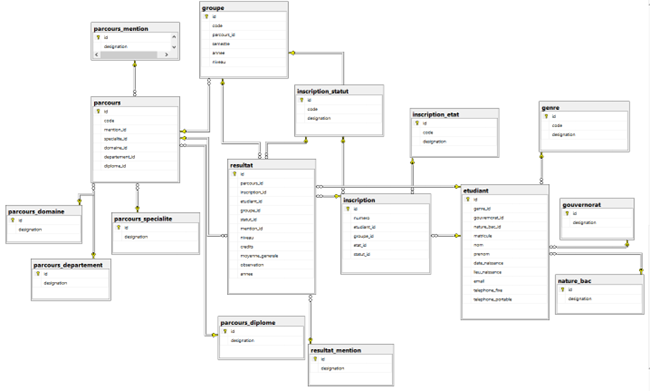 groupe
id
code
parcours_id
semestre
annee
niveau
parcours_mention
id
designation
parcours
id
code
mention_id
specialite_id
domaine_id
departement_id
diplome_id
inscription_statut
id
code
designation
inscription_etat
id
code
designation
genre
id
code
designation
resultat
id
parcours_id
inscription_id
etudiant_id
groupe_id
statut_id
mention_id
niveau
credits
moyenne_generale
observation
annee
inscription
id
numero
etudiant_id
groupe_id
etat_id
statut_id
etudiant
id
genre_id
gouvernorat_id
nature_bac_id
matricule
nom
prenom
date_naissance
lieu_naissance
email
telephone_fixe
telephone_portable
gouvernorat
id
designation
parcours_domaine
id
designation
parcours_specialite
id
designation
parcours_departement
id
designation
nature_bac
id
designation
parcours_diplome
id
designation
resultat_mention
id
designation